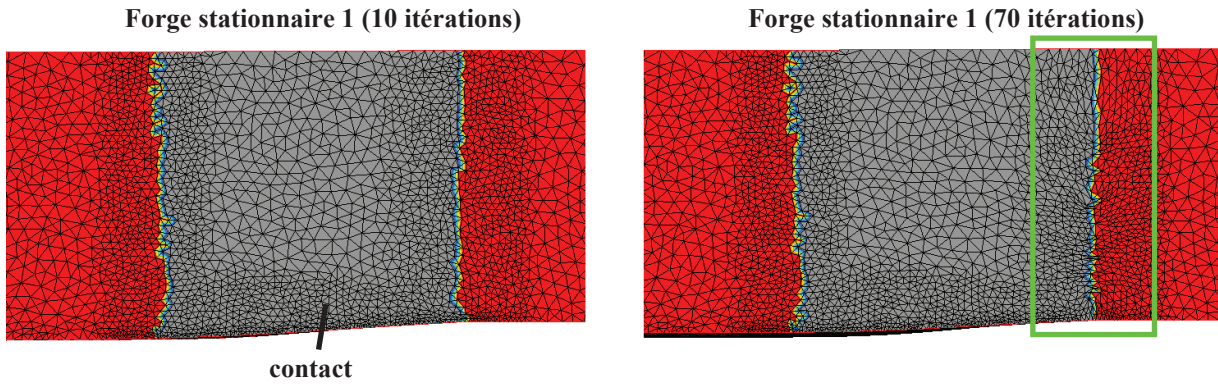 Forge stationnaire 1 (10 itérations)
Forge stationnaire 1 (70 itérations)
contact